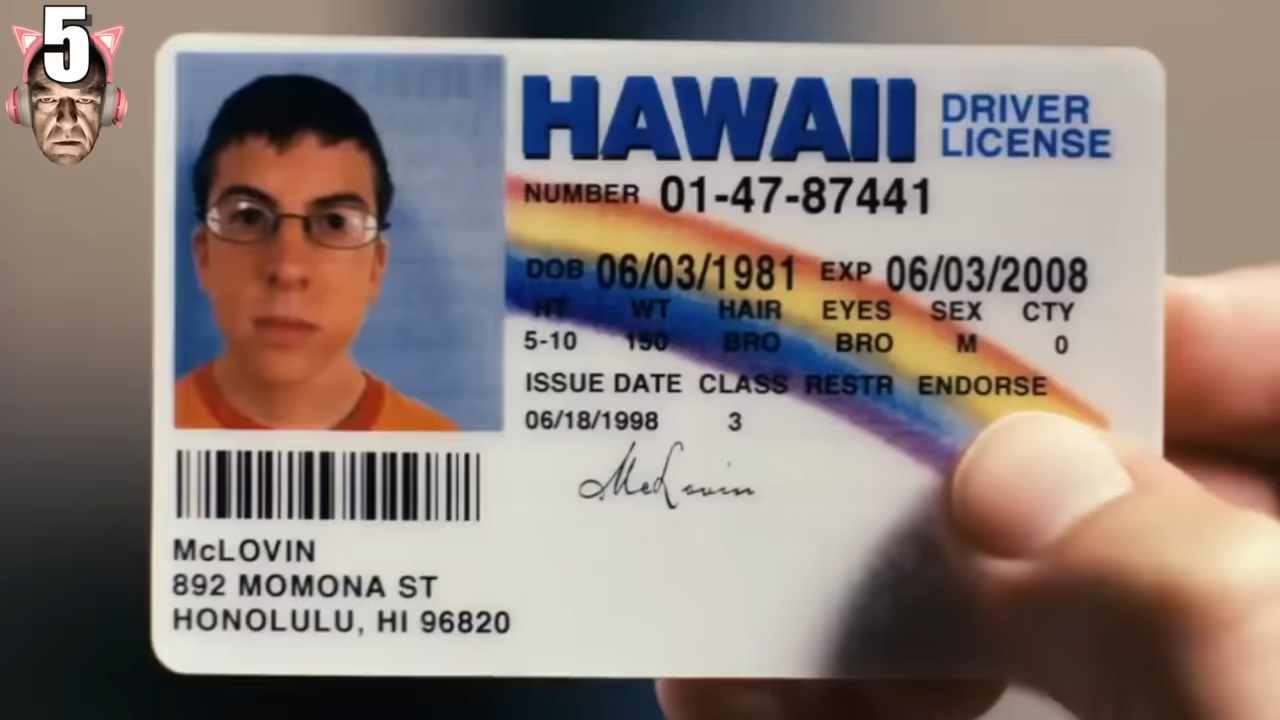 5
HAWAII DRIVER LICENSE
NUMBER 01-47-87441
DOB 06/03/1981 EXP 06/03/2008
HT WT HAIR EYES SEX CTY
5-10 150 BRO BRO M 0
ISSUE DATE CLASS RESTR ENDORSE
06/18/1998 3
McLovin
McLOVIN
892 MOMONA ST
HONOLULU, HI 96820